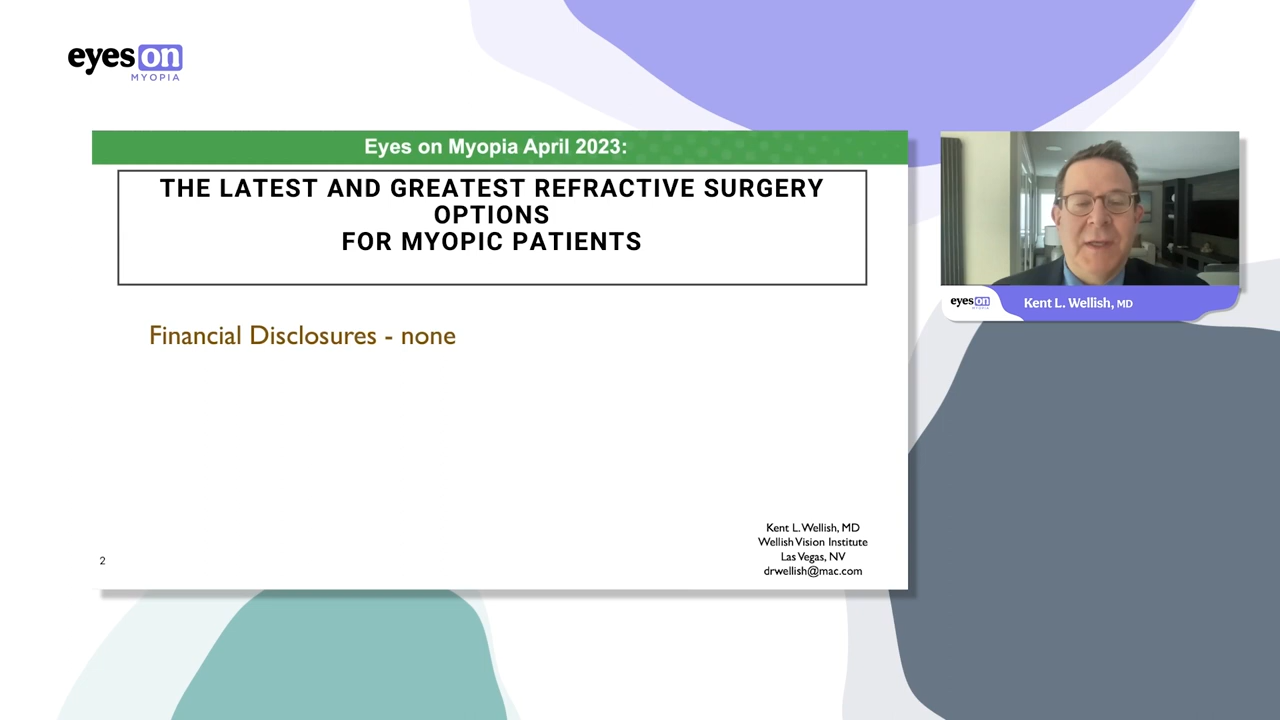 eyes on
MYOPIA
Eyes on Myopia April 2023:
THE LATEST AND GREATEST REFRACTIVE SURGERY
OPTIONS
FOR MYOPIC PATIENTS
Financial Disclosures - none
Kent L. Wellish, MD
Wellish Vision Institute
Las Vegas, NV
drwellish@mac.com
2
eyes on
MYOPIA
Kent L. Wellish, MD